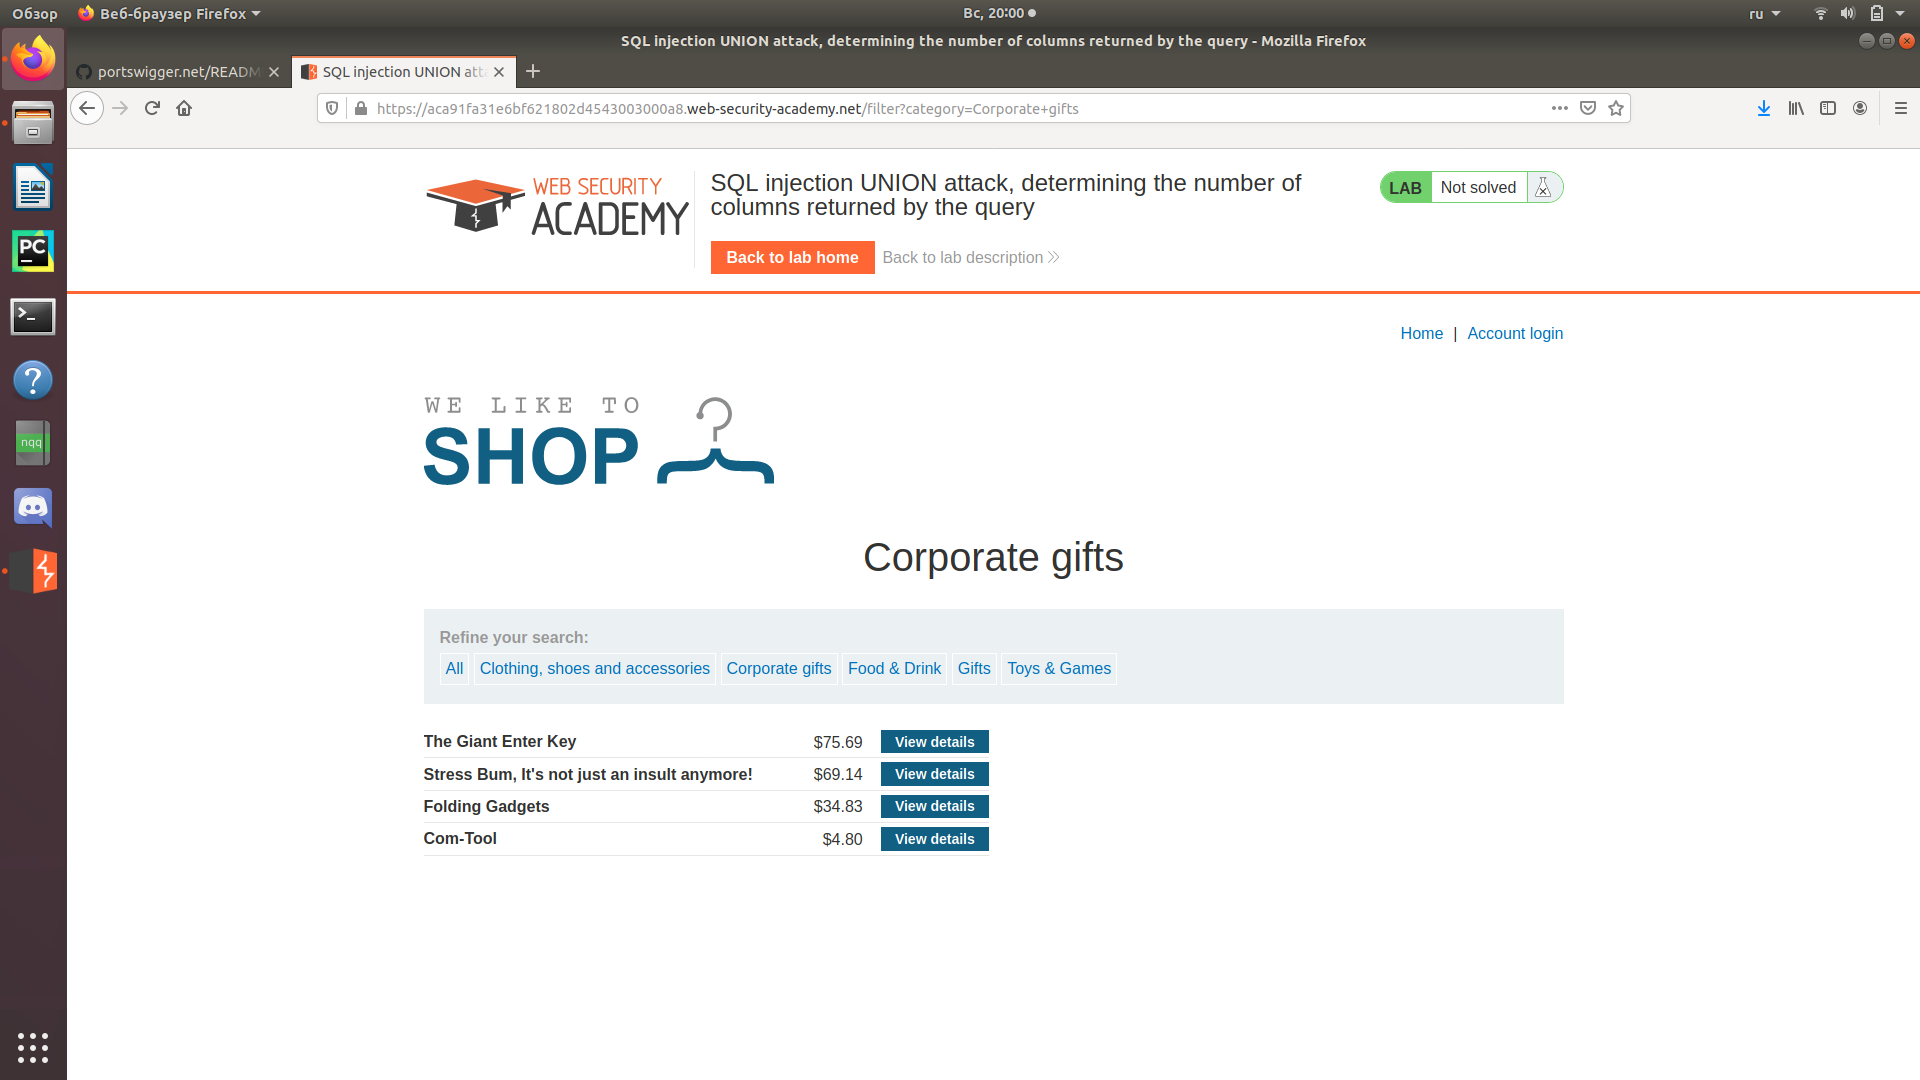 Обзор
Веб-браузер Firefox
Вс, 20:00
ru
SQL injection UNION attack, determining the number of columns returned by the query - Mozilla Firefox
portswigger.net/READM
SQL injection UNION atta
https://aca91fa31e6bf621802d4543003000a8.web-security-academy.net/filter?category=Corporate+gifts
WEB SECURITY
ACADEMY
SQL injection UNION attack, determining the number of
columns returned by the query
LAB
Not solved
Back to lab home
Back to lab description
Home | Account login
WE LIKE TO
SHOP
Corporate gifts
Refine your search:
All
Clothing, shoes and accessories
Corporate gifts
Food & Drink
Gifts
Toys & Games
The Giant Enter Key $75.69 View details
Stress Bum, It's not just an insult anymore! $69.14 View details
Folding Gadgets $34.83 View details
Com-Tool $4.80 View details
PC
nqq